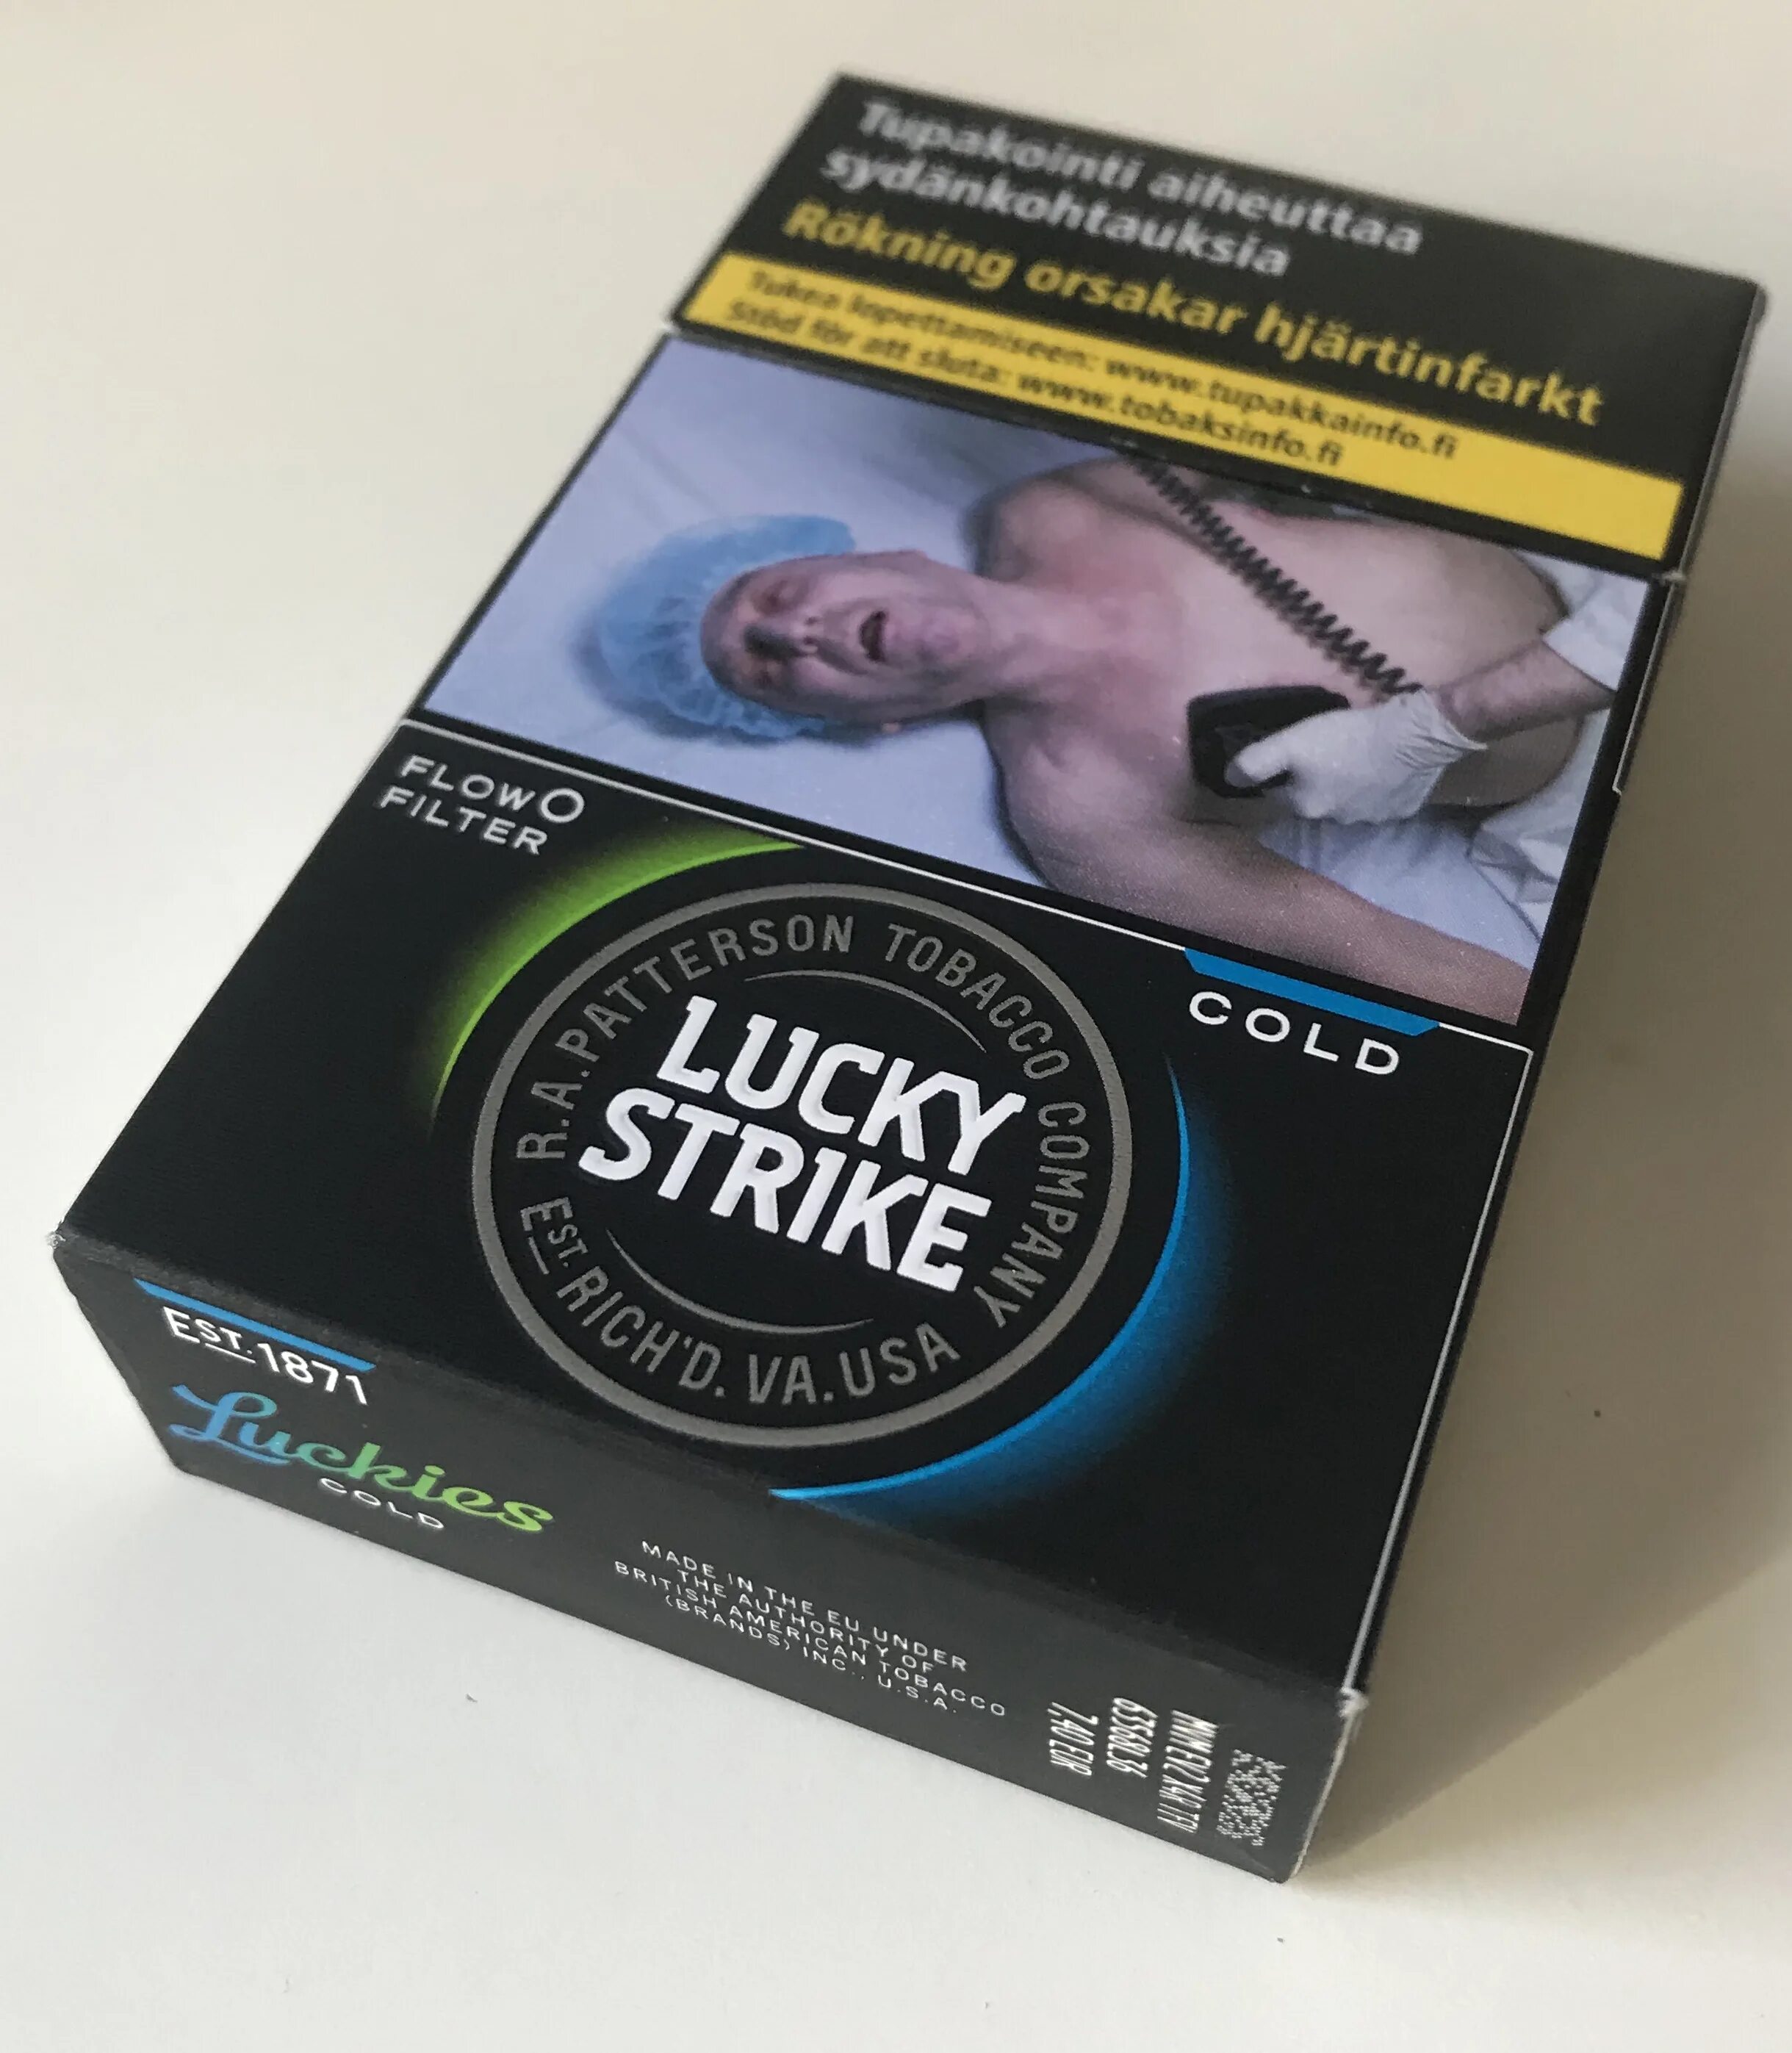 Tupakointi aiheuttaa
sydänkohtauksia
Rökning orsakar hjärtinfarkt
Tukea lopettamiseen: www.tupakkainfo.fi
Stöd för att sluta: www.tobaksinfo.fi
FLOW
FILTER
COLD
R.A.PATTERSON TOBACCO COMPANY
LUCKY
STRIKE
EST. RICH'D. VA. USA
EST. 1871
Luckies
COLD
MADE IN THE EU UNDER
THE AUTHORITY OF
BRITISH AMERICAN TOBACCO
(BRANDS) INC., U.S.A.
7,40 EUR